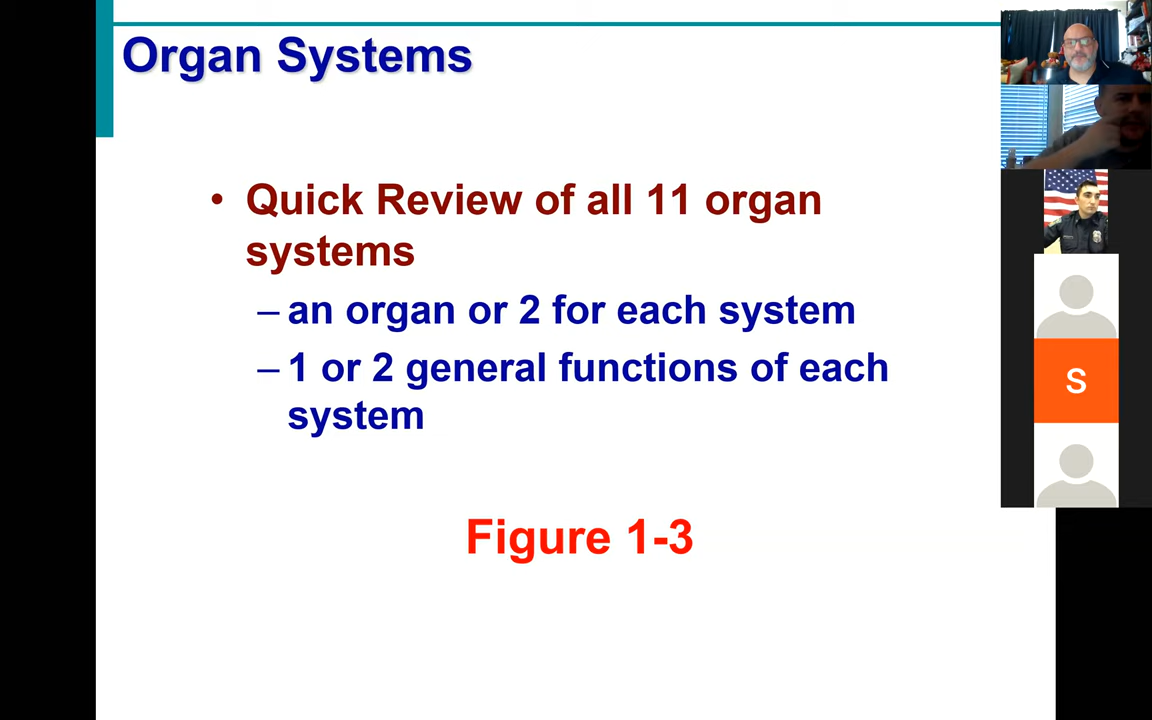 Organ Systems
• Quick Review of all 11 organ
systems
– an organ or 2 for each system
– 1 or 2 general functions of each
system
Figure 1-3
S